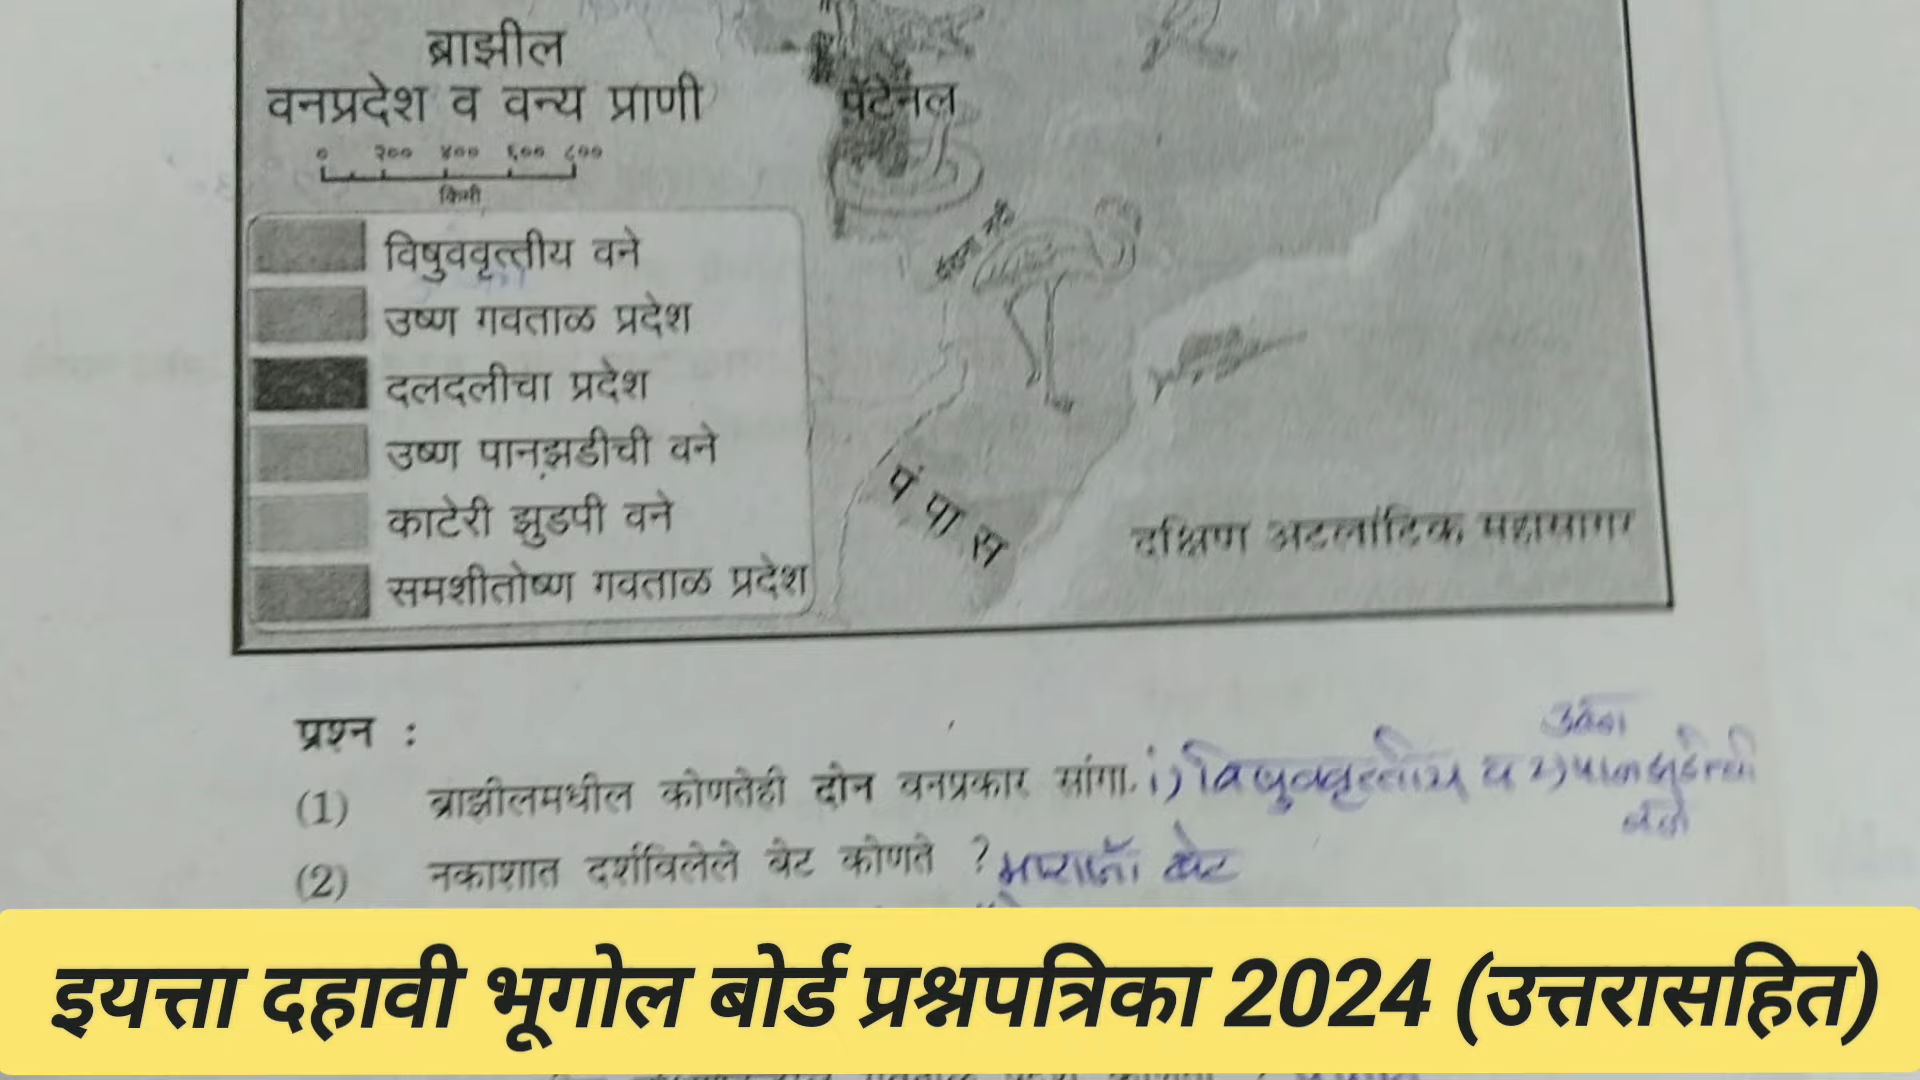 ब्राझील
वनप्रदेश व वन्य प्राणी
० २०० ४०० ६०० ८००
किमी
विषुववृत्तीय वने
उष्ण गवताळ प्रदेश
दलदलीचा प्रदेश
उष्ण पानझडीची वने
काटेरी झुडपी वने
समशीतोष्ण गवताळ प्रदेश
पँटेनल
पंपास
दक्षिण अटलांटिक महासागर
प्रश्न :
(1) ब्राझीलमधील कोणतेही दोन वनप्रकार सांगा. i) विषुववृत्तीय व २) पानझडीची
वने
(2) नकाशात दर्शविलेले बेट कोणते ? माराजॉ बेट
इयत्ता दहावी भूगोल बोर्ड प्रश्नपत्रिका 2024 (उत्तरासहित)